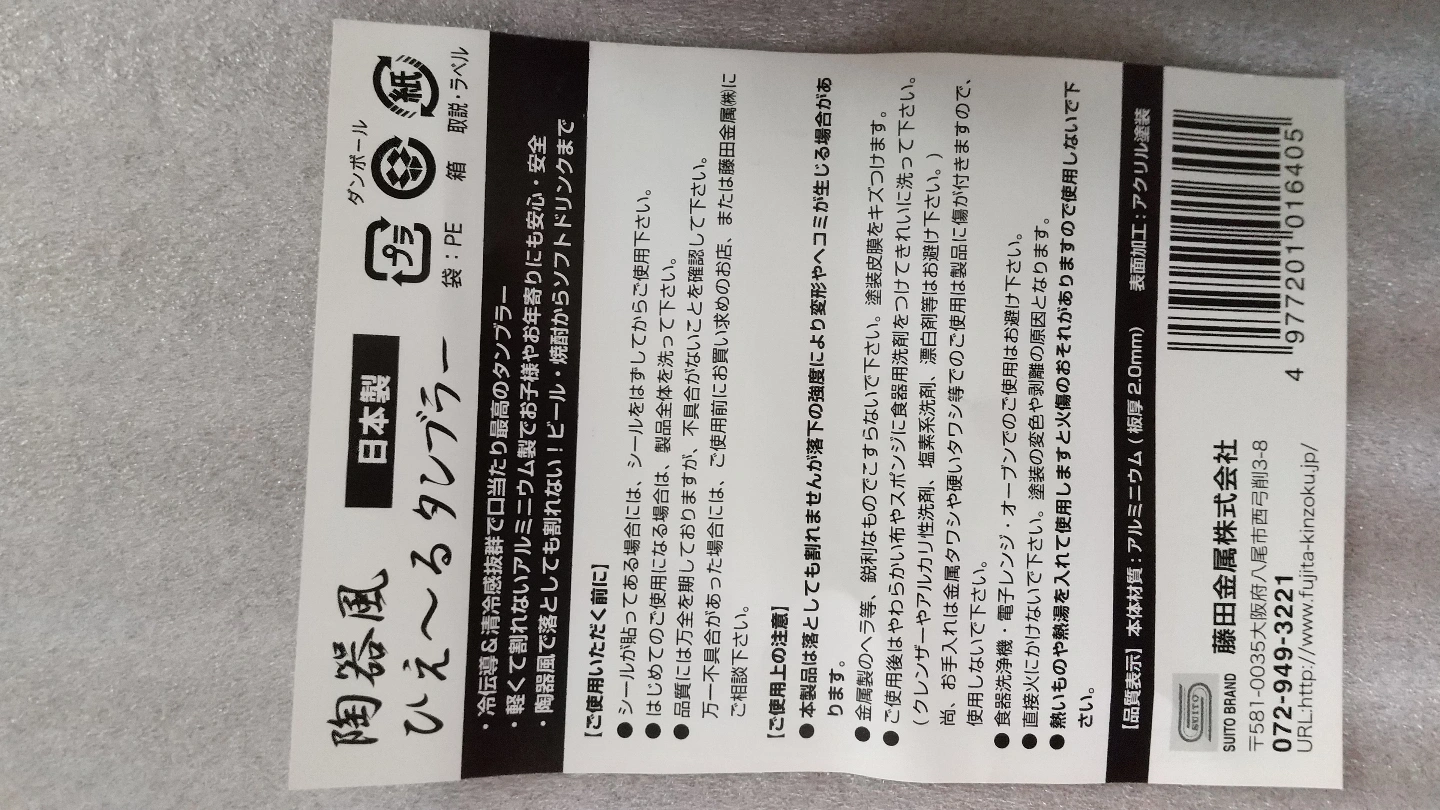 陶器風
日本製
ひえ〜るタンブラー
プラ
袋：PE
ダンボール
箱
紙
取説・ラベル
・冷伝導＆清冷感抜群で口当たり最高のタンブラー
・軽くて割れないアルミニウム製でお子様やお年寄りにも安心・安全
・陶器風で落としても割れない！ビール・焼酎からソフトドリンクまで
【ご使用いただく前に】
●シールが貼ってある場合には、シールをはずしてからご使用下さい。
●はじめてのご使用になる場合は、製品全体を洗って下さい。
●品質には万全を期しておりますが、不具合がないことを確認して下さい。
万一不具合があった場合には、ご使用前にお買い求めのお店、または藤田金属㈱に
ご相談下さい。
【ご使用上の注意】
●本製品は落としても割れませんが落下の強度により変形やヘコミが生じる場合があ
ります。
●金属製のヘラ等、鋭利なものでこすらないで下さい。塗装皮膜をキズつけます。
●ご使用後はやわらかい布やスポンジに食器用洗剤をつけてきれいに洗って下さい。
（クレンザーやアルカリ性洗剤、塩素系洗剤、漂白剤等はお避け下さい。）
尚、お手入れは金属タワシや硬いタワシ等でのご使用は製品に傷が付きますので、
使用しないで下さい。
●食器洗浄機・電子レンジ・オーブンでのご使用はお避け下さい。
●直接火にかけないで下さい。塗装の変色や剥離の原因となります。
●熱いものや熱湯を入れて使用しますと火傷のおそれがありますので使用しないで下
さい。
【品質表示】本体材質：アルミニウム（板厚 2.0mm）　表面加工：アクリル塗装
SUITO
SUITO BRAND
藤田金属株式会社
〒581-0035大阪府八尾市西弓削3-8
072-949-3221
URL:http://www.fujita-kinzoku.jp/
4 977201 016405